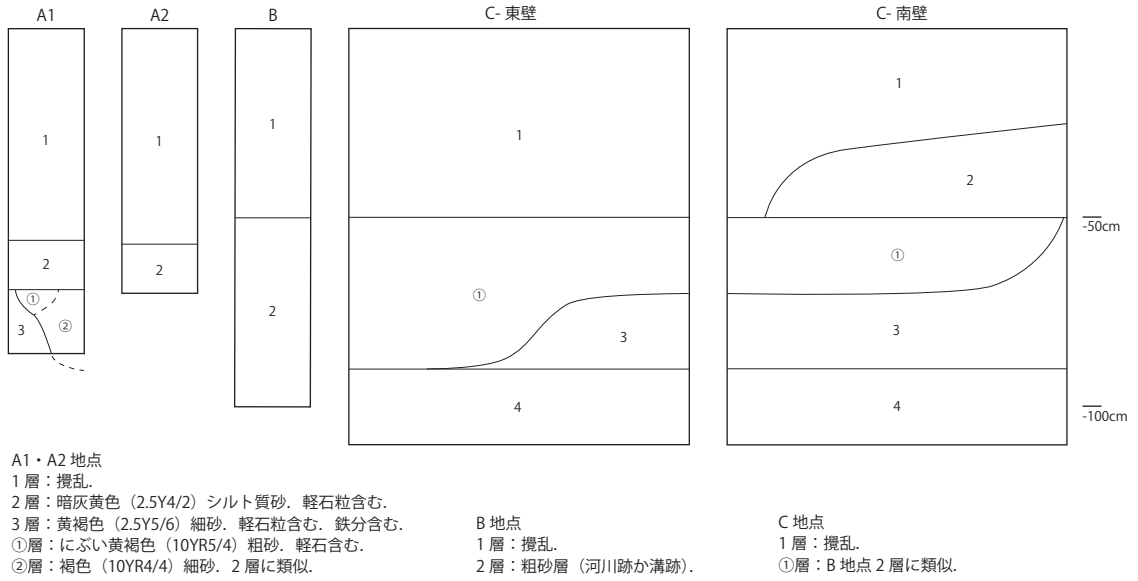 A1 A2 B C- 東壁 C- 南壁
1
2
①
②
3
1
2
1
2
1
①
3
4
1
2
①
3
4
-50cm
-100cm
A1・A2 地点
1 層：攪乱．
2 層：暗灰黄色（2.5Y4/2）シルト質砂．軽石粒含む．
3 層：黄褐色（2.5Y5/6）細砂．軽石粒含む．鉄分含む．
①層：にぶい黄褐色（10YR5/4）粗砂．軽石含む．
②層：褐色（10YR4/4）細砂．2 層に類似．
B 地点
1 層：攪乱．
2 層：粗砂層（河川跡か溝跡）．
C 地点
1 層：攪乱．
①層：B 地点 2 層に類似．